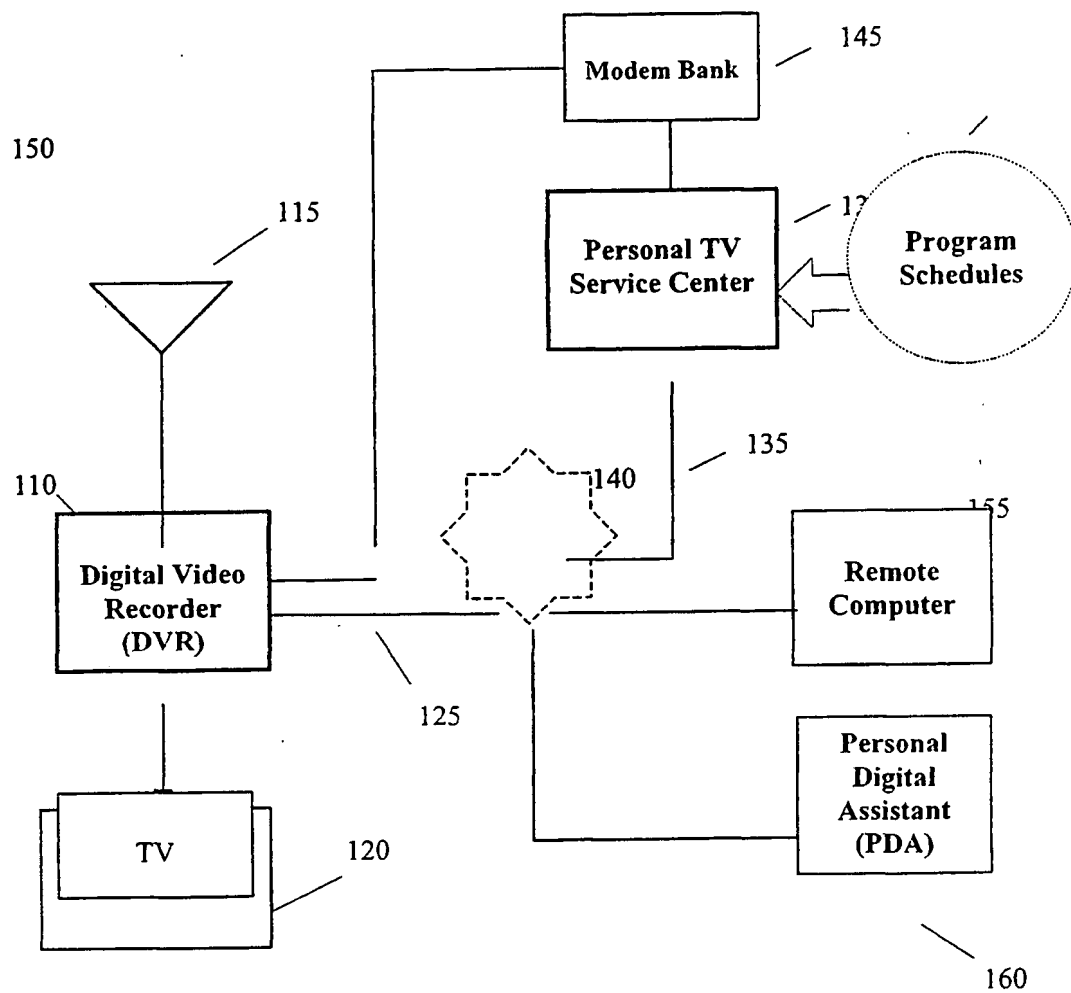 145
Modem Bank
150
115
Personal TV
Service Center
Program
Schedules
135
140
110
155
Digital Video
Recorder
(DVR)
Remote
Computer
125
Personal
Digital
Assistant
(PDA)
TV
120
160